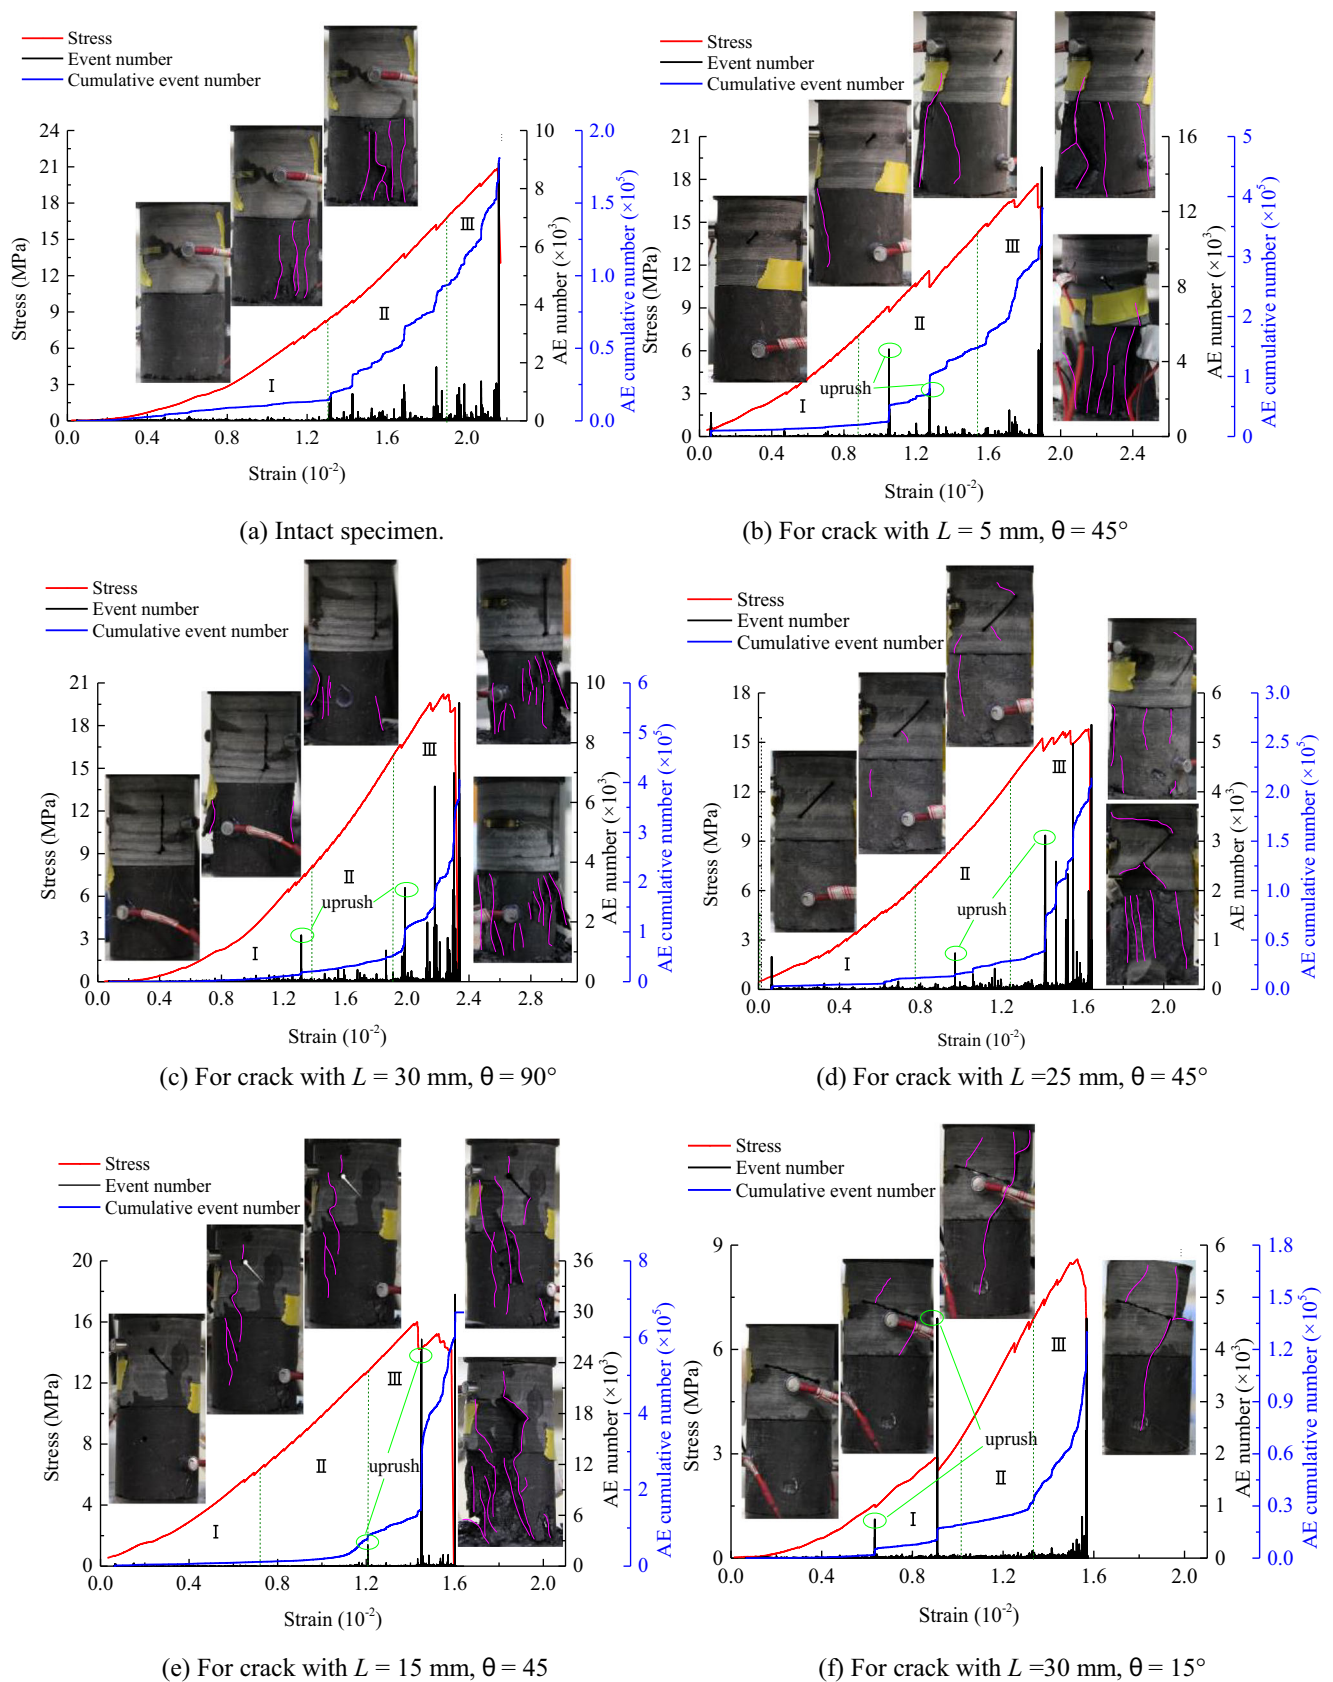 Stress
Event number
Cumulative event number
24
21
18
15
12
9
6
3
0
Stress (MPa)
0.0
0.4
0.8
1.2
1.6
2.0
Strain (10⁻²)
I
II
III
10
8
6
4
2
0
AE number (×10³)
2.0
1.5
1.0
0.5
0.0
AE cumulative number (×10⁵)
(a) Intact specimen.
Stress
Event number
Cumulative event number
21
18
15
12
9
6
3
0
Stress (MPa)
0.0
0.4
0.8
1.2
1.6
2.0
2.4
Strain (10⁻²)
I
II
III
uprush
16
12
8
4
0
AE number (×10³)
5
4
3
2
1
0
AE cumulative number (×10⁵)
(b) For crack with L = 5 mm, θ = 45°
Stress
Event number
Cumulative event number
21
18
15
12
9
6
3
0
Stress (MPa)
0.0
0.4
0.8
1.2
1.6
2.0
2.4
2.8
Strain (10⁻²)
I
II
III
uprush
10
8
6
4
2
0
AE number (×10³)
6
5
4
3
2
1
0
AE cumulative number (×10⁵)
(c) For crack with L = 30 mm, θ = 90°
Stress
Event number
Cumulative event number
18
15
12
9
6
3
0
Stress (MPa)
0.0
0.4
0.8
1.2
1.6
2.0
Strain (10⁻²)
I
II
III
uprush
6
5
4
3
2
1
0
AE number (×10³)
3.0
2.5
2.0
1.5
1.0
0.5
0.0
AE cumulative number (×10⁵)
(d) For crack with L =25 mm, θ = 45°
Stress
Event number
Cumulative event number
20
16
12
8
4
0
Stress (MPa)
0.0
0.4
0.8
1.2
1.6
2.0
Strain (10⁻²)
I
II
III
uprush
36
30
24
18
12
6
0
AE number (×10³)
8
6
4
2
0
AE cumulative number (×10⁵)
(e) For crack with L = 15 mm, θ = 45
Stress
Event number
Cumulative event number
9
6
3
0
Stress (MPa)
0.0
0.4
0.8
1.2
1.6
2.0
Strain (10⁻²)
I
II
III
uprush
6
5
4
3
2
1
0
AE number (×10³)
1.8
1.5
1.2
0.9
0.6
0.3
0.0
AE cumulative number (×10⁵)
(f) For crack with L =30 mm, θ = 15°